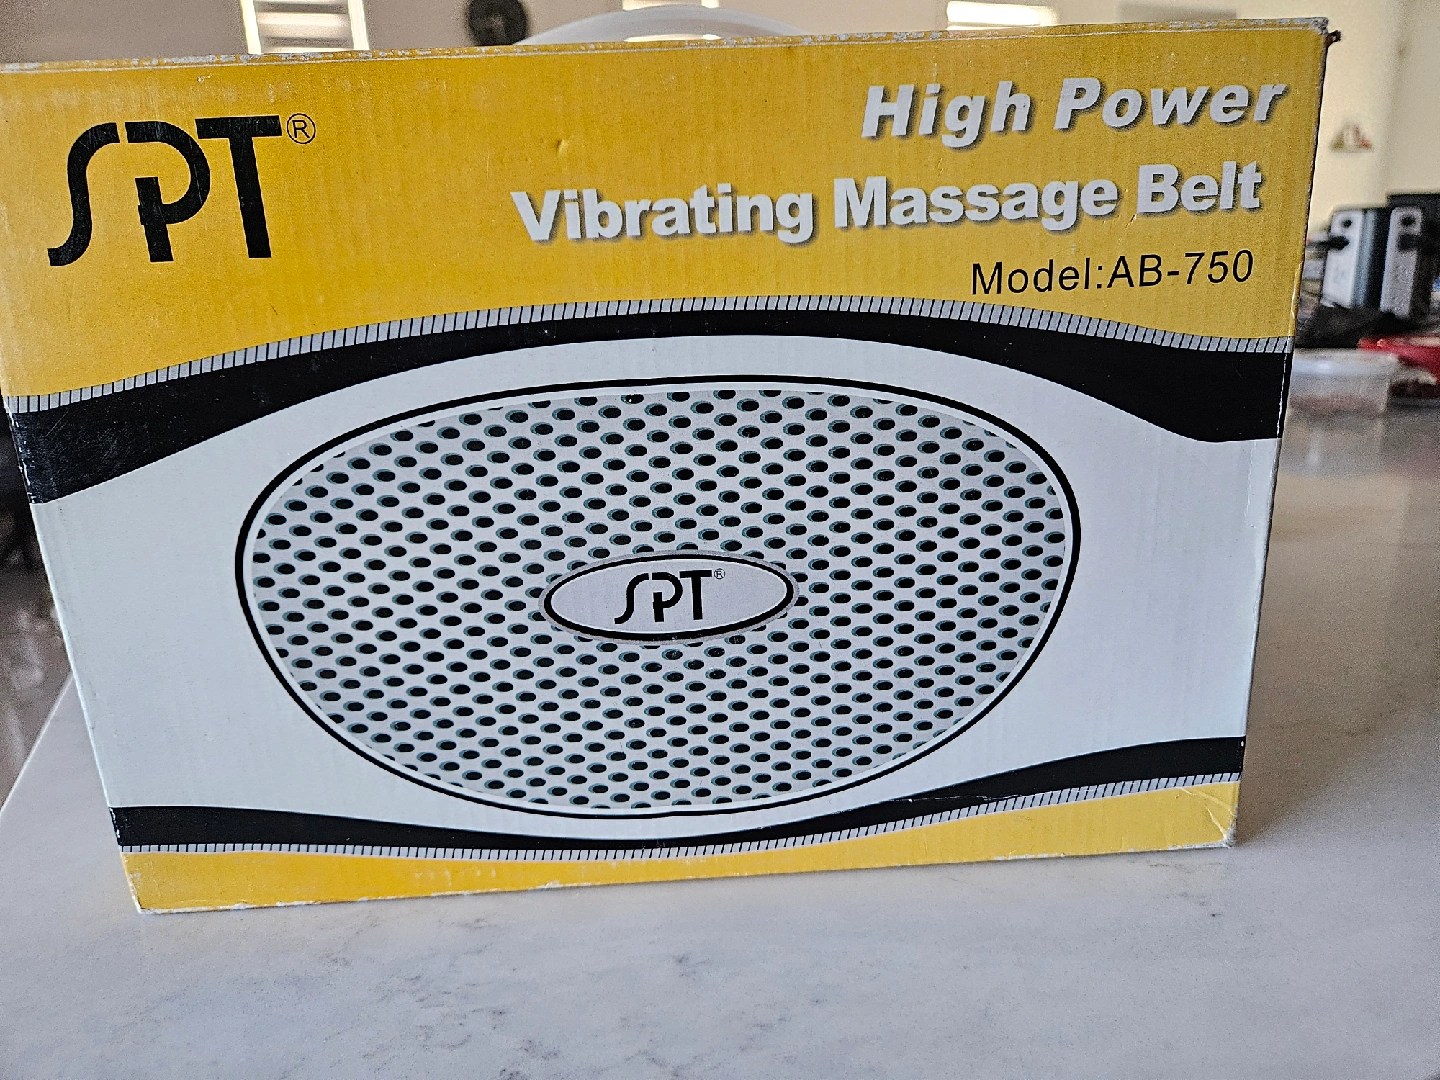 SPT®
High Power
Vibrating Massage Belt
Model:AB-750
SPT®